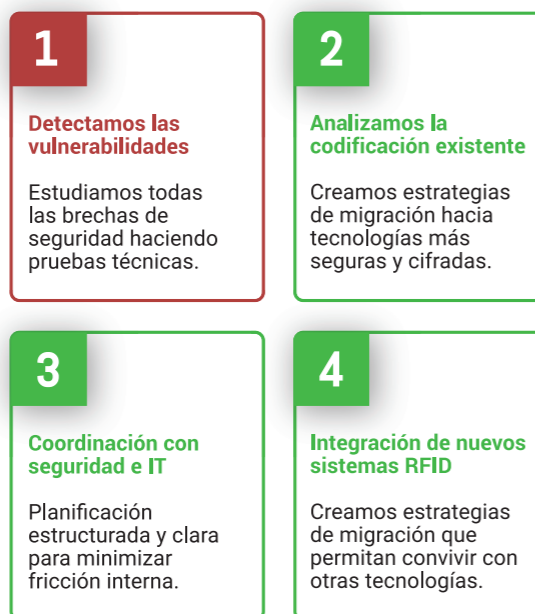 1
Detectamos las
vulnerabilidades
Estudiamos todas
las brechas de
seguridad haciendo
pruebas técnicas.
2
Analizamos la
codificación existente
Creamos estrategias
de migración hacia
tecnologías más
seguras y cifradas.
3
Coordinación con
seguridad e IT
Planificación
estructurada y clara
para minimizar
fricción interna.
4
Integración de nuevos
sistemas RFID
Creamos estrategias
de migración que
permitan convivir con
otras tecnologías.